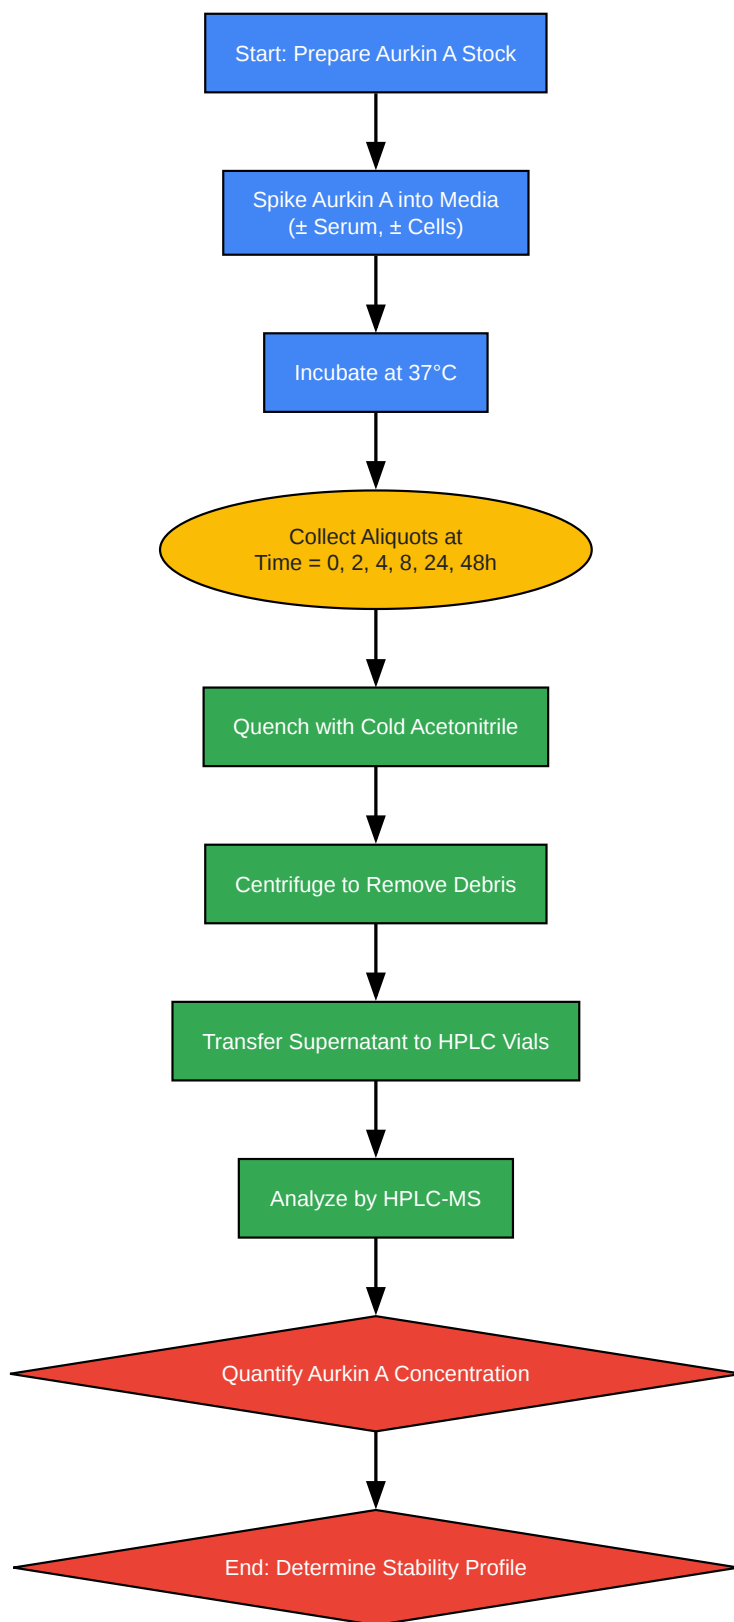 Start: Prepare Aurkin A Stock
Spike Aurkin A into Media
(± Serum, ± Cells)
Incubate at 37°C
Collect Aliquots at
Time = 0, 2, 4, 8, 24, 48h
Quench with Cold Acetonitrile
Centrifuge to Remove Debris
Transfer Supernatant to HPLC Vials
Analyze by HPLC-MS
Quantify Aurkin A Concentration
End: Determine Stability Profile